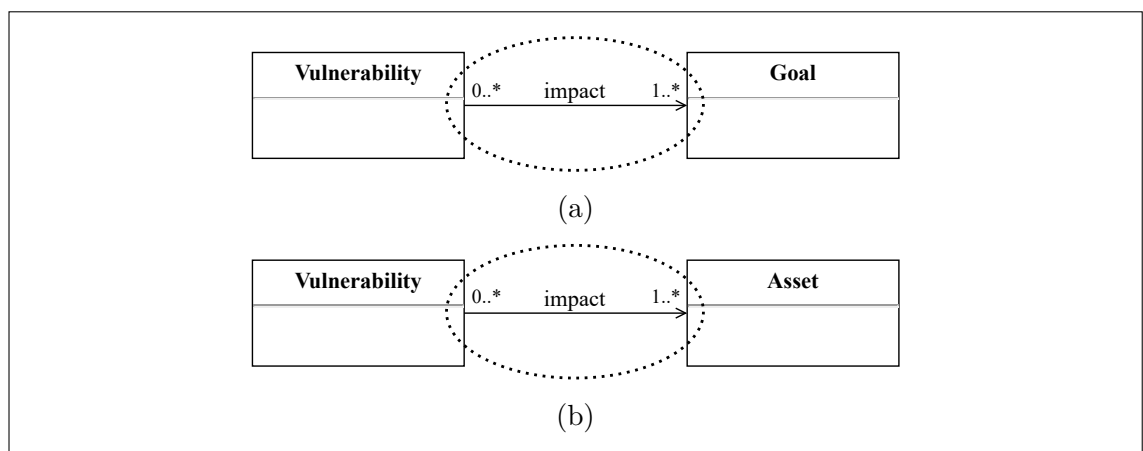 Vulnerability Goal
0..* impact 1..*
(a)
Vulnerability Asset
0..* impact 1..*
(b)